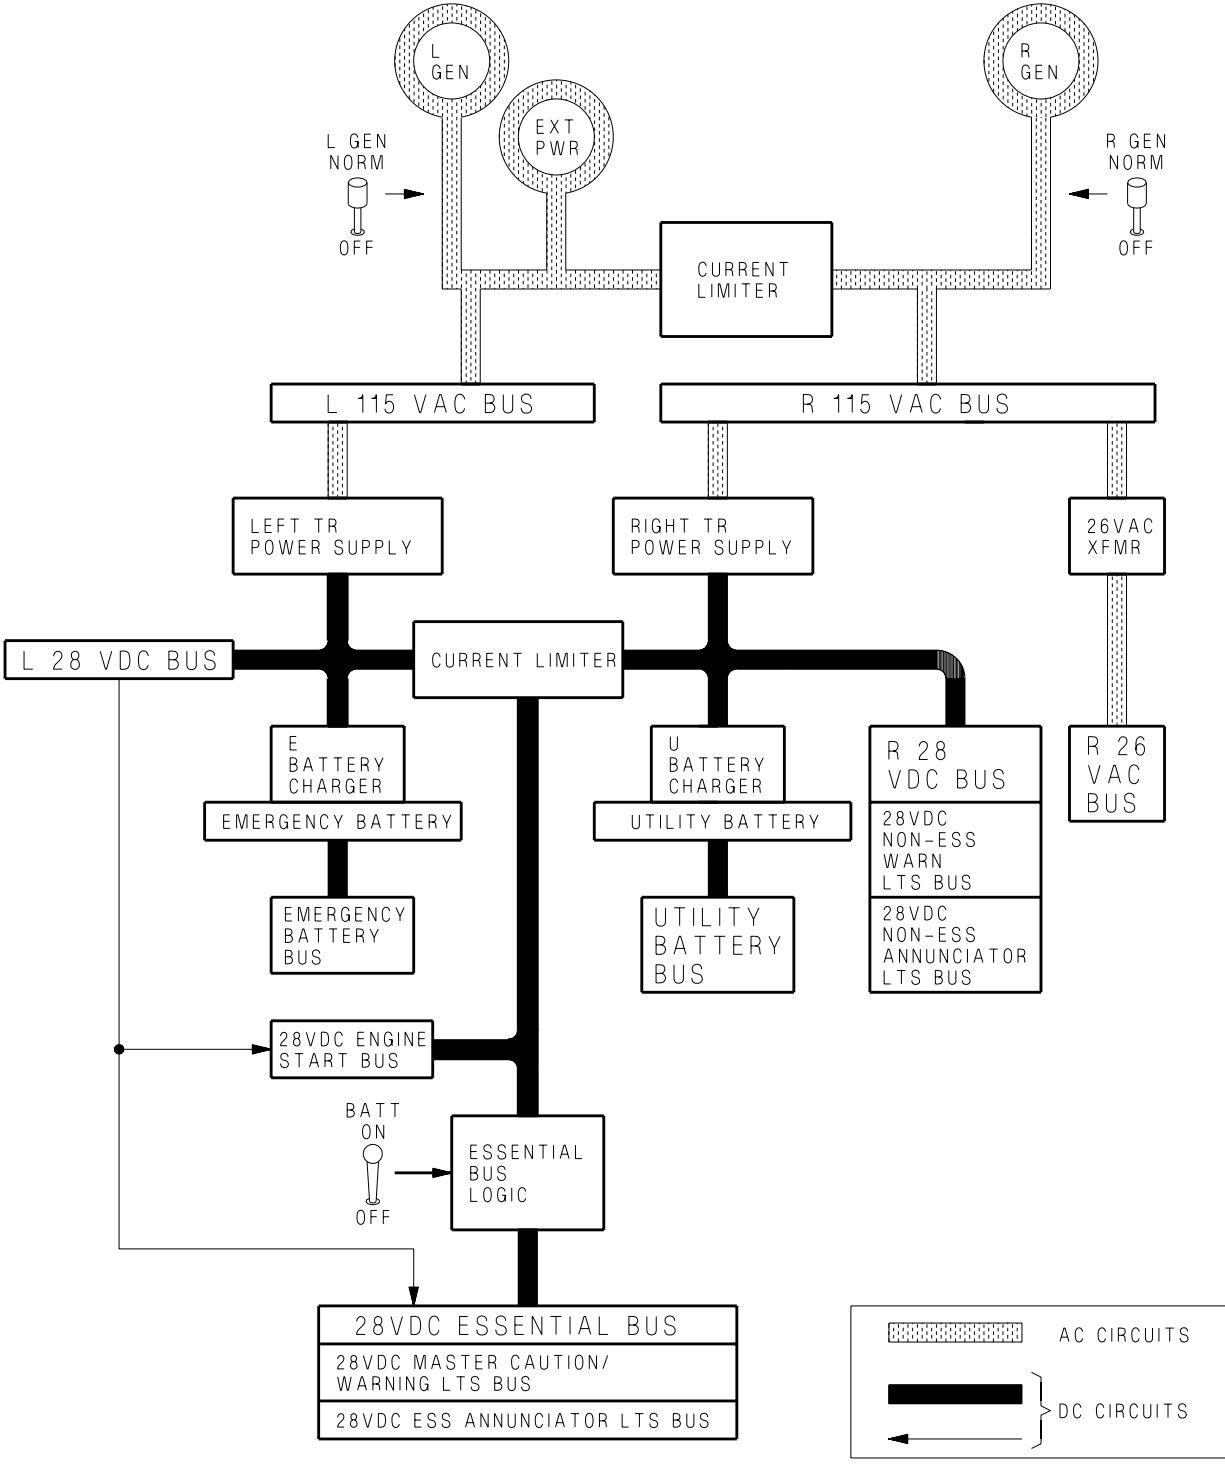 L
GEN
R
GEN
EXT
PWR
L GEN
NORM
OFF
R GEN
NORM
OFF
CURRENT
LIMITER
L 115 VAC BUS
R 115 VAC BUS
LEFT TR
POWER SUPPLY
RIGHT TR
POWER SUPPLY
26VAC
XFMR
L 28 VDC BUS
CURRENT LIMITER
E
BATTERY
CHARGER
EMERGENCY BATTERY
U
BATTERY
CHARGER
UTILITY BATTERY
R 28
VDC BUS
28VDC
NON-ESS
WARN
LTS BUS
28VDC
NON-ESS
ANNUNCIATOR
LTS BUS
R 26
VAC
BUS
EMERGENCY
BATTERY
BUS
UTILITY
BATTERY
BUS
28VDC ENGINE
START BUS
BATT
ON
OFF
ESSENTIAL
BUS
LOGIC
28VDC ESSENTIAL BUS
28VDC MASTER CAUTION/
WARNING LTS BUS
28VDC ESS ANNUNCIATOR LTS BUS
AC CIRCUITS
DC CIRCUITS